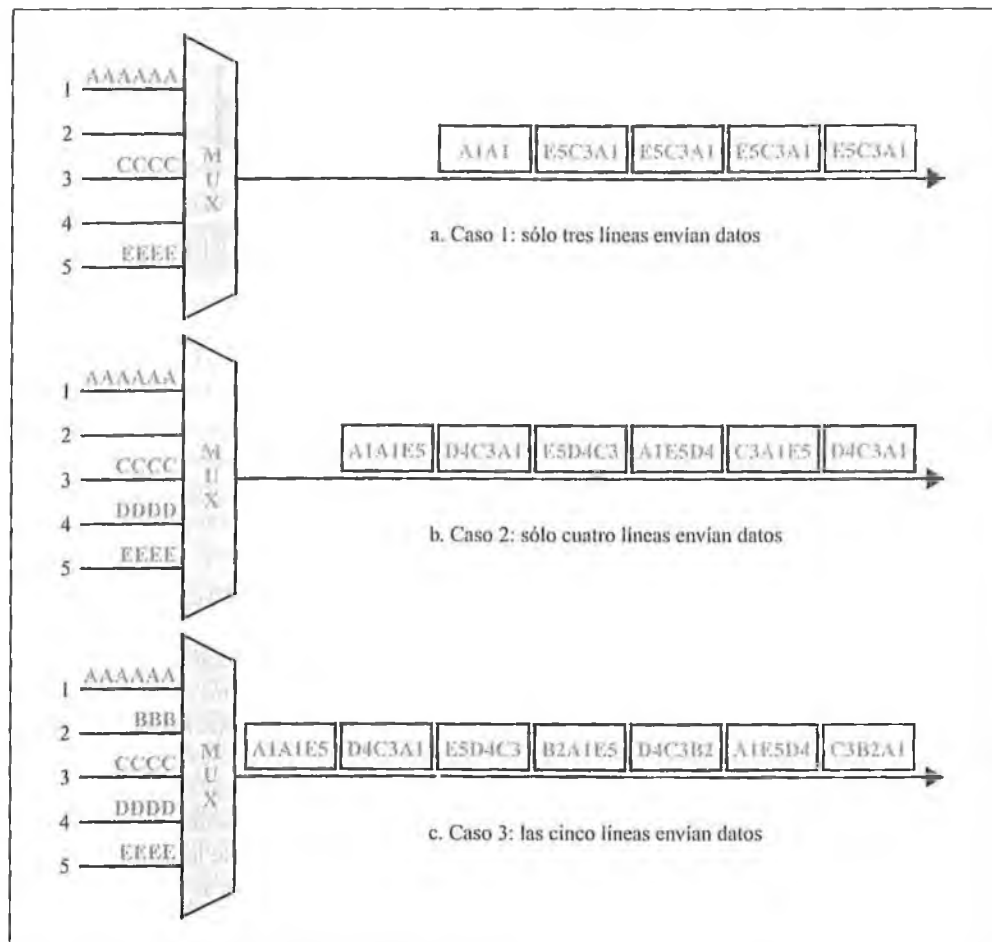 1 AAAAAA
2
3 CCCC
4
5 EEEE
MUX
A1A1 E5C3A1 E5C3A1 E5C3A1 E5C3A1
a. Caso 1: sólo tres líneas envían datos
1 AAAAAA
2
3 CCCC
4 DDDD
5 EEEE
MUX
A1A1E5 D4C3A1 E5D4C3 A1E5D4 C3A1E5 D4C3A1
b. Caso 2: sólo cuatro líneas envían datos
1 AAAAAA
2 BBB
3 CCCC
4 DDDD
5 EEEE
MUX
A1A1E5 D4C3A1 E5D4C3 B2A1E5 D4C3B2 A1E5D4 C3B2A1
c. Caso 3: las cinco líneas envían datos